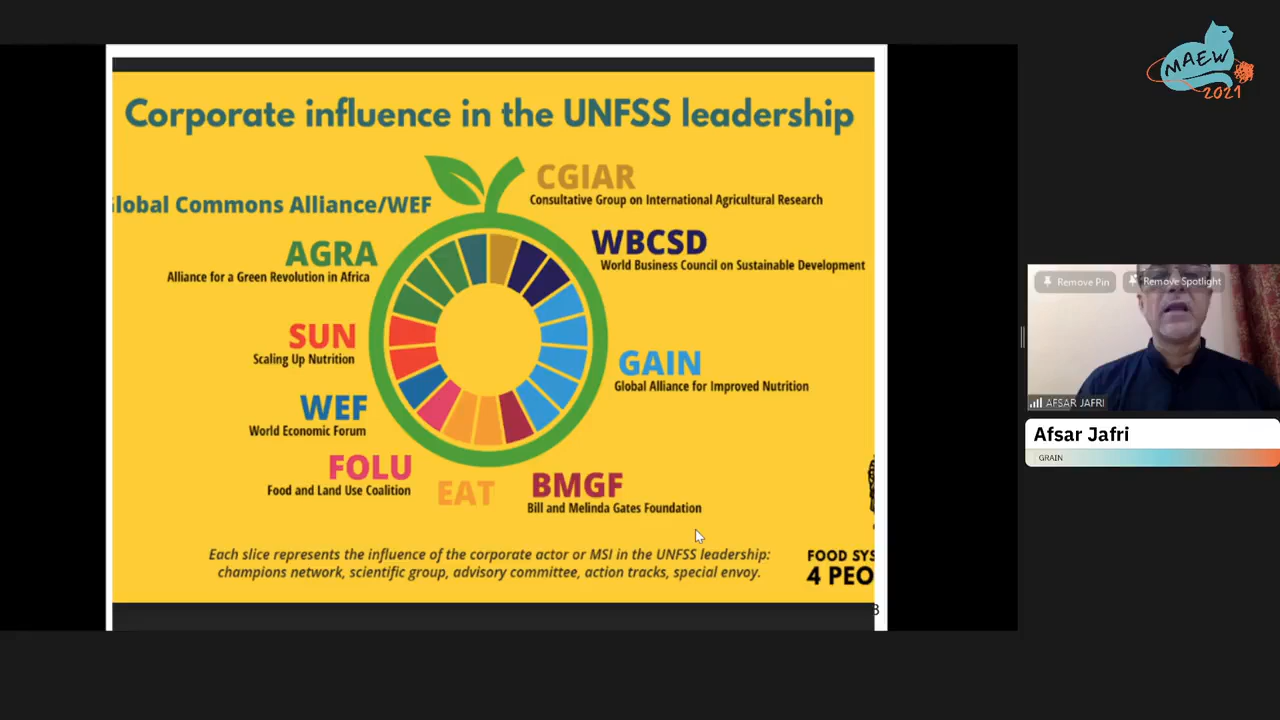 MAEW
2021
Corporate influence in the UNFSS leadership
CGIAR
Consultative Group on International Agricultural Research
lobal Commons Alliance/WEF
WBCSD
World Business Council on Sustainable Development
AGRA
Alliance for a Green Revolution in Africa
SUN
Scaling Up Nutrition
GAIN
Global Alliance for Improved Nutrition
WEF
World Economic Forum
FOLU
Food and Land Use Coalition
EAT
BMGF
Bill and Melinda Gates Foundation
Each slice represents the influence of the corporate actor or MSI in the UNFSS leadership:
champions network, scientific group, advisory committee, action tracks, special envoy.
FOOD SYS
4 PEO
Remove Pin
Remove Spotlight
AFSAR JAFRI
Afsar Jafri
GRAIN